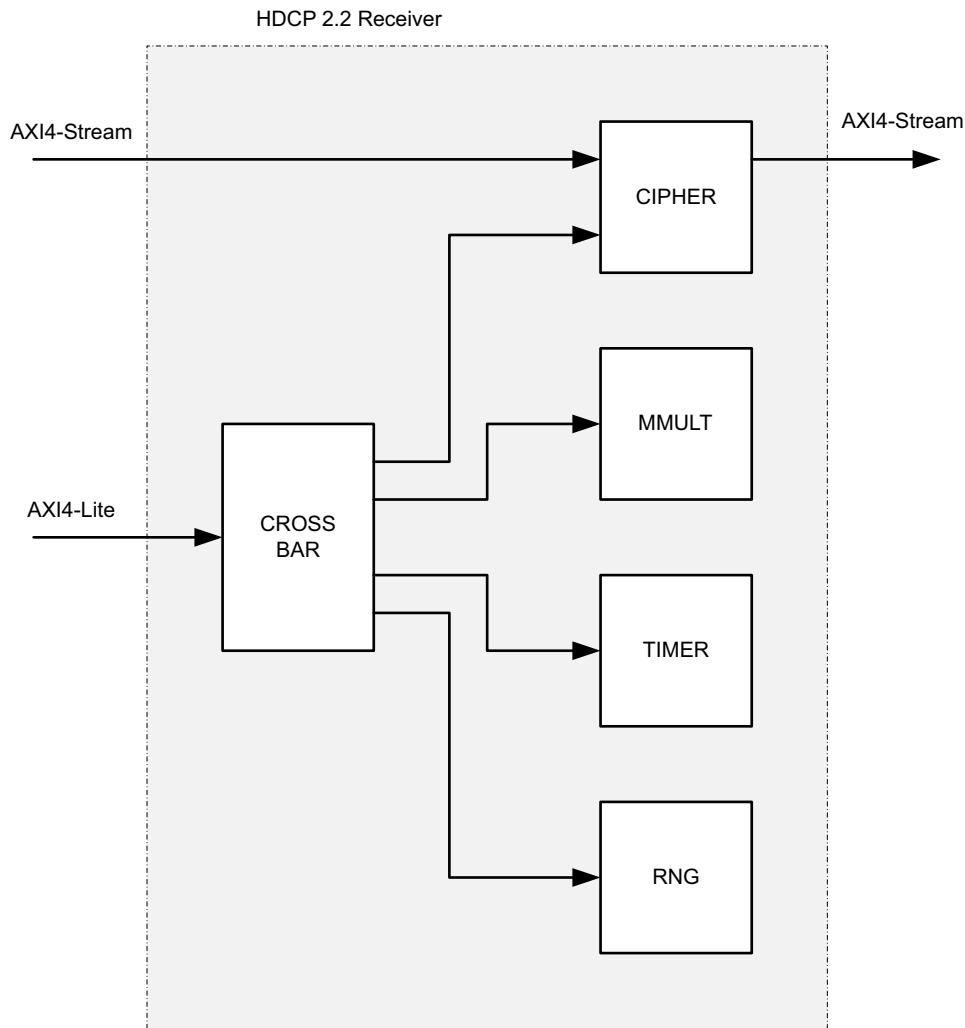 HDCP 2.2 Receiver
AXI4-Stream
AXI4-Stream
CIPHER
MMULT
AXI4-Lite
CROSS
BAR
TIMER
RNG